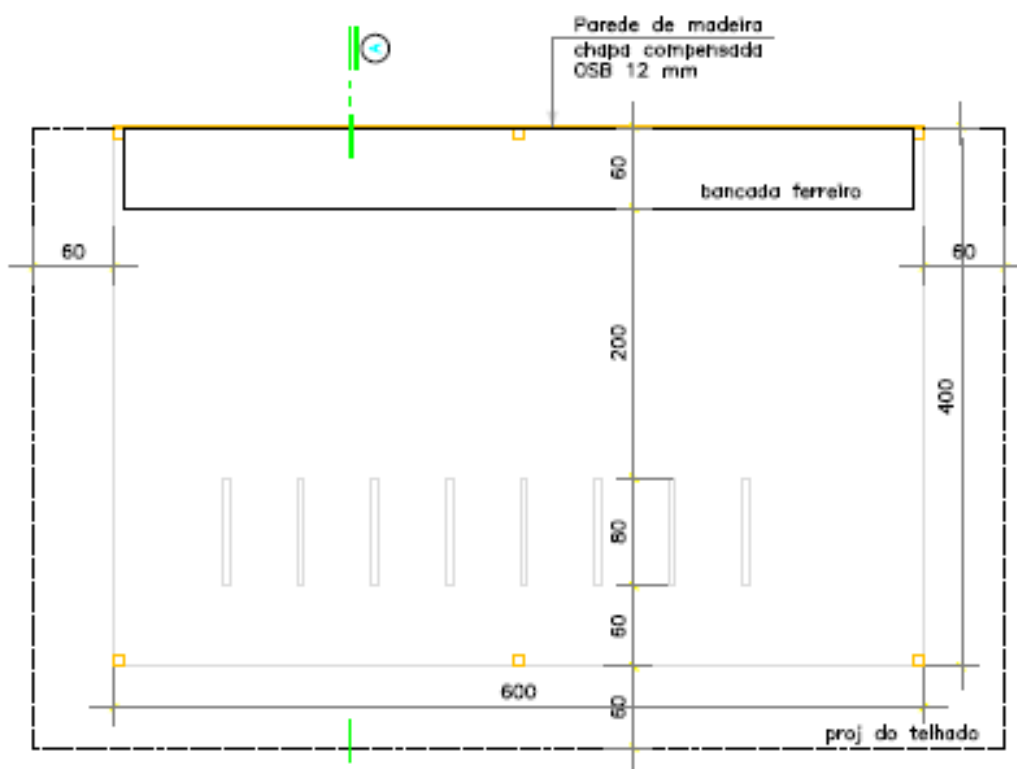 A
Parede de madeira
chapa compensada
OSB 12 mm
60
bancada ferreiro
60
60
200
400
80
60
600
60
proj do telhado